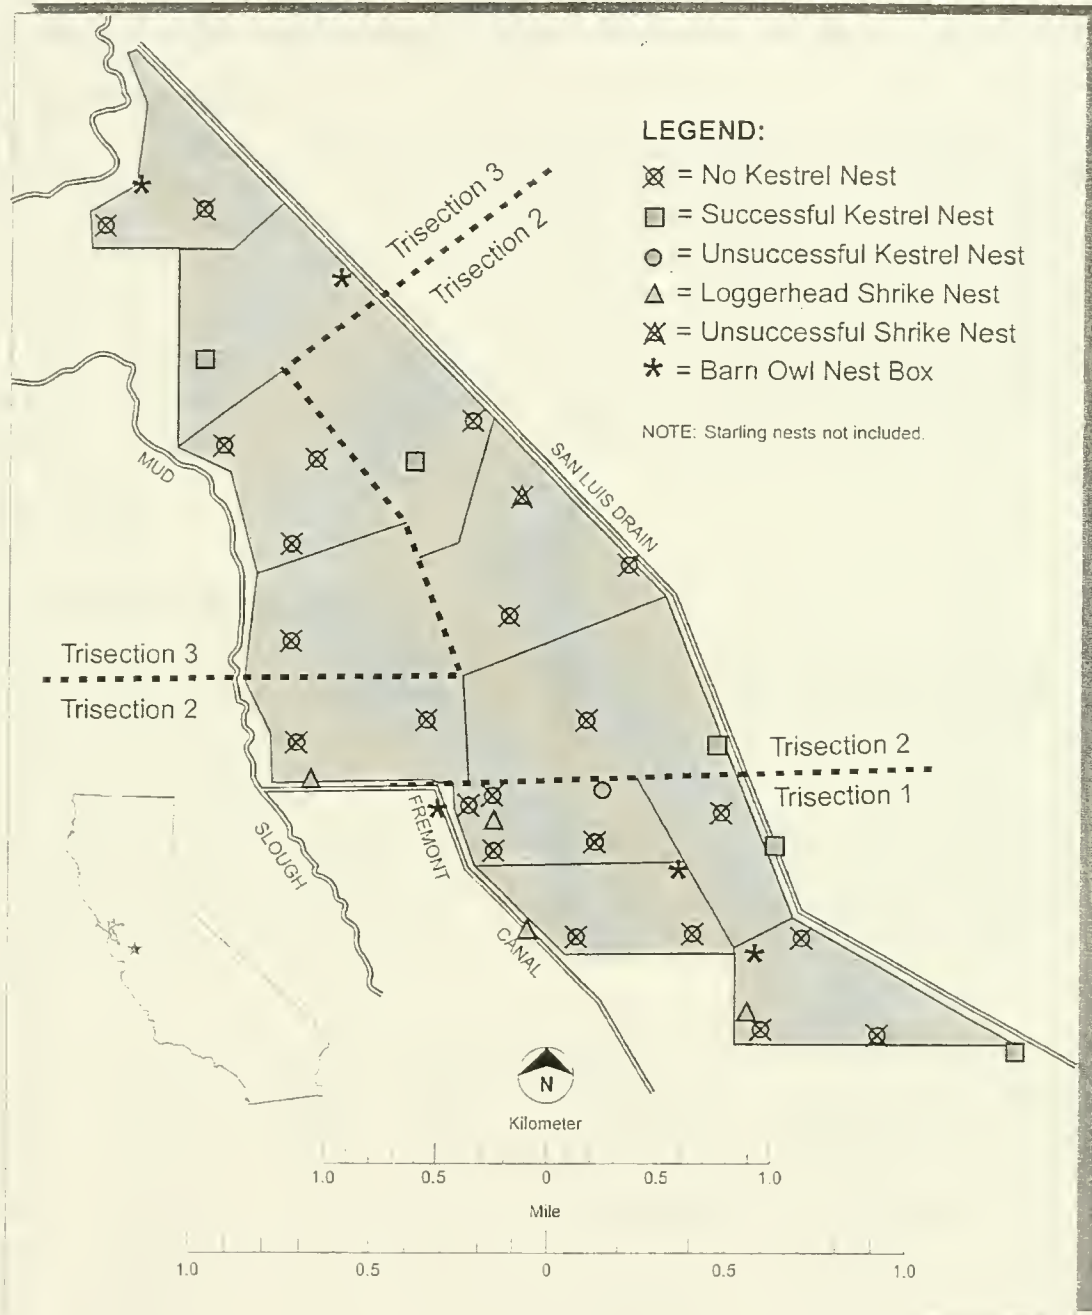 LEGEND:
= No Kestrel Nest
= Successful Kestrel Nest
= Unsuccessful Kestrel Nest
= Loggerhead Shrike Nest
= Unsuccessful Shrike Nest
= Barn Owl Nest Box
NOTE: Starling nests not included.
Trisection 3
Trisection 2
MUD
SAN LUIS DRAIN
Trisection 3
Trisection 2
Trisection 2
Trisection 1
SLOUGH
FREMONT
CANAL
N
Kilometer
1.0 0.5 0 0.5 1.0
Mile
1.0 0.5 0 0.5 1.0